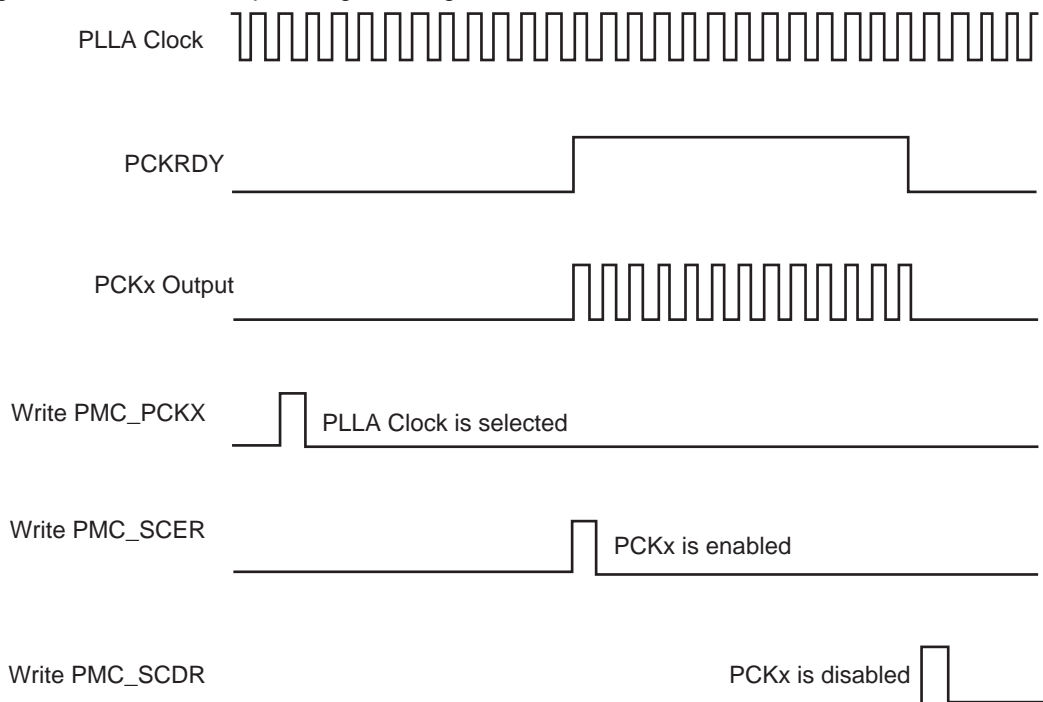 PLLA Clock
PCKRDY
PCKx Output
Write PMC_PCKX
PLLA Clock is selected
Write PMC_SCER
PCKx is enabled
Write PMC_SCDR
PCKx is disabled